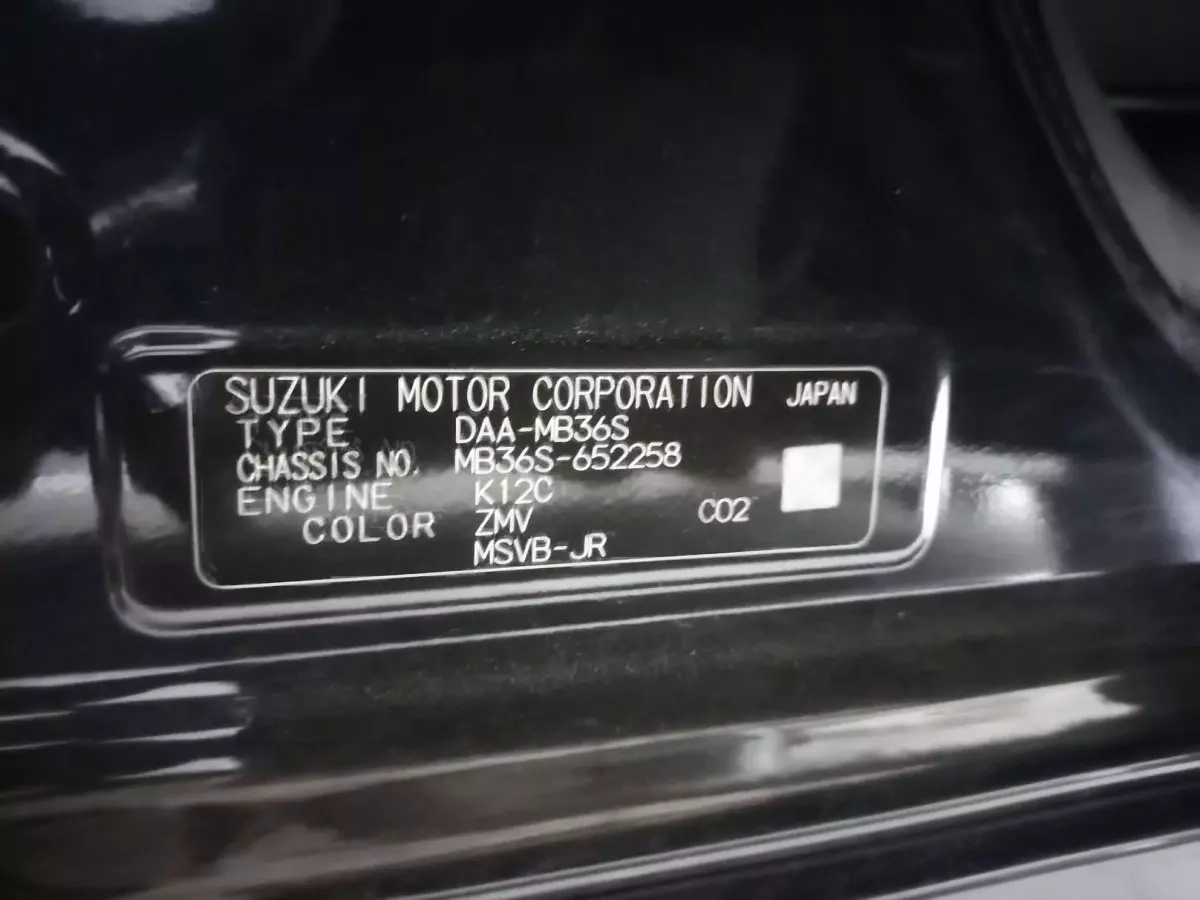 SUZUKI MOTOR CORPORATION JAPAN
TYPE DAA-MB36S
CHASSIS NO. MB36S-652258
ENGINE K12C
COLOR ZMV C02
MSVB-JR